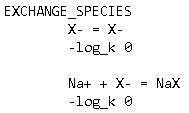 EXCHANGE_SPECIES
X- = X-
-log_k 0
Na+ + X- = NaX
-log_k 0